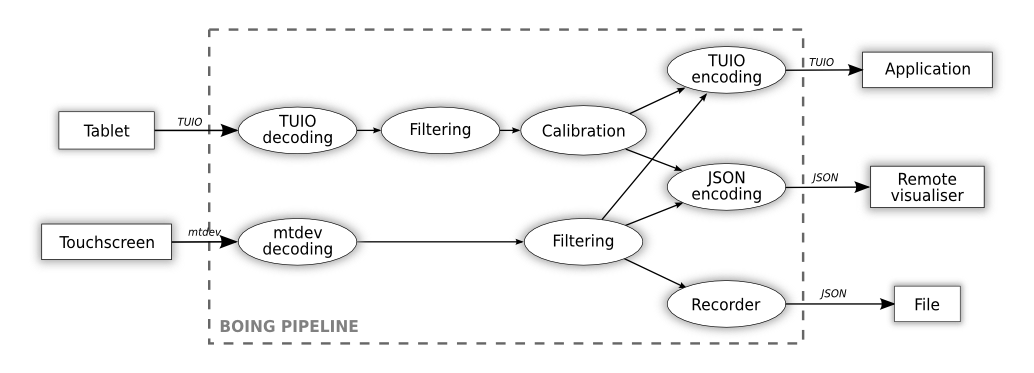 TUIO
encoding
TUIO
Application
Tablet
TUIO
TUIO
decoding
Filtering
Calibration
JSON
encoding
JSON
Remote
visualiser
Touchscreen
mtdev
mtdev
decoding
Filtering
Recorder
JSON
File
BOING PIPELINE